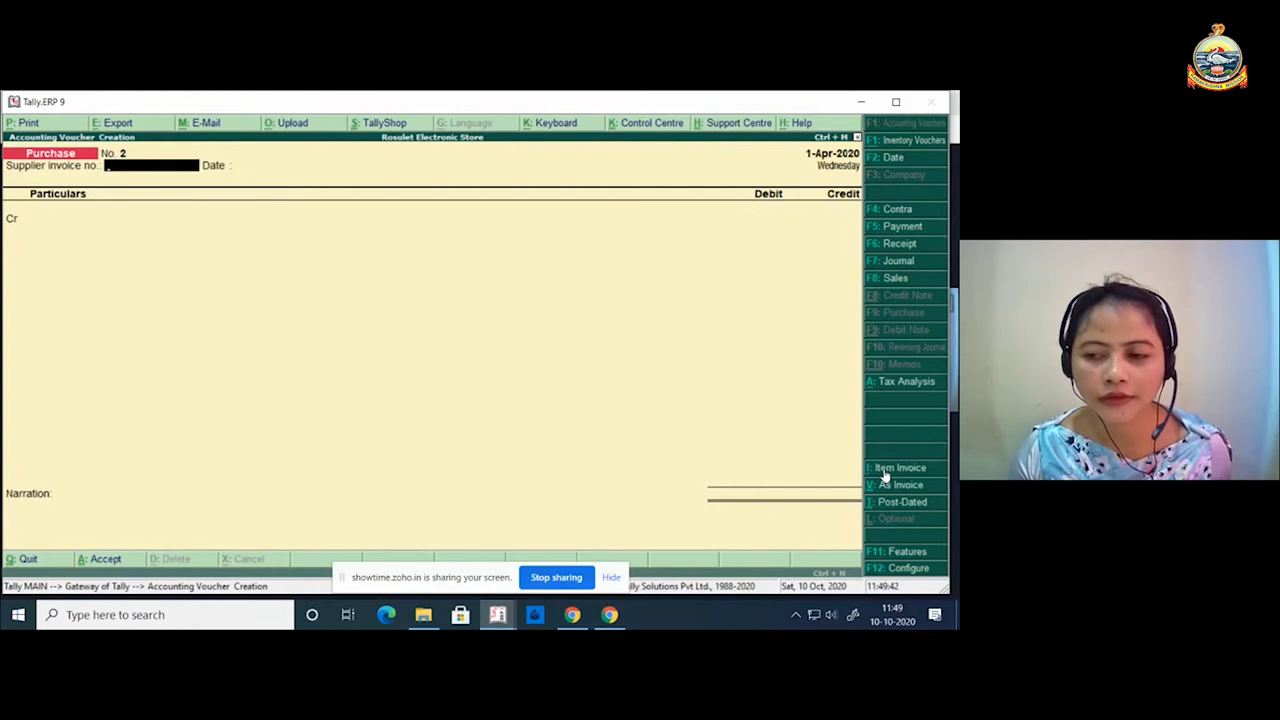 Tally.ERP 9
P: Print E: Export M: E-Mail O: Upload S: TallyShop G: Language K: Keyboard K: Control Centre H: Support Centre H: Help
Accounting Voucher Creation Rosulet Electronic Store Ctrl + M
Purchase No. 2 1-Apr-2020
Supplier invoice no.: Date : Wednesday
Particulars Debit Credit
Cr
Narration:
F1: Accounting Vouchers
F1: Inventory Vouchers
F2: Date
F3: Company
F4: Contra
F5: Payment
F6: Receipt
F7: Journal
F8: Sales
F8: Credit Note
F9: Purchase
F9: Debit Note
F10: Reversing Journal
F10: Memos
A: Tax Analysis
I: Item Invoice
V: As Invoice
T: Post-Dated
L: Optional
F11: Features
F12: Configure
Q: Quit A: Accept D: Delete X: Cancel
Ctrl + N
showtime.zoho.in is sharing your screen. Stop sharing Hide
Tally MAIN --> Gateway of Tally --> Accounting Voucher Creation lly Solutions Pvt Ltd., 1988-2020 Sat, 10 Oct, 2020 11:49:42
Type here to search
11:49
10-10-2020